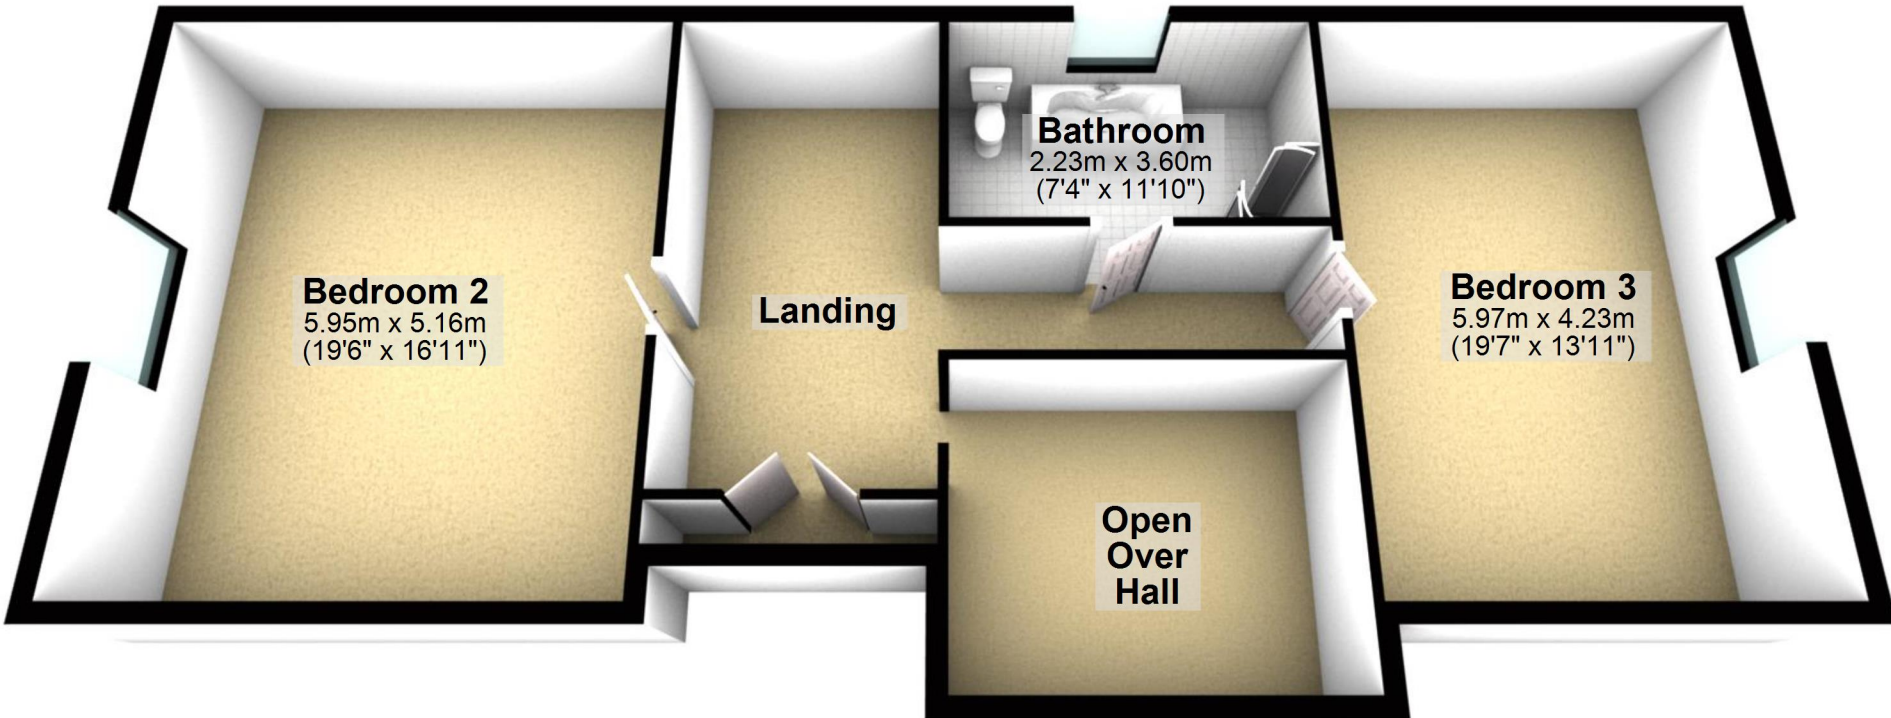 Bathroom
2.23m x 3.60m
(7'4" x 11'10")
Bedroom 2
5.95m x 5.16m
(19'6" x 16'11")
Landing
Bedroom 3
5.97m x 4.23m
(19'7" x 13'11")
Open
Over
Hall